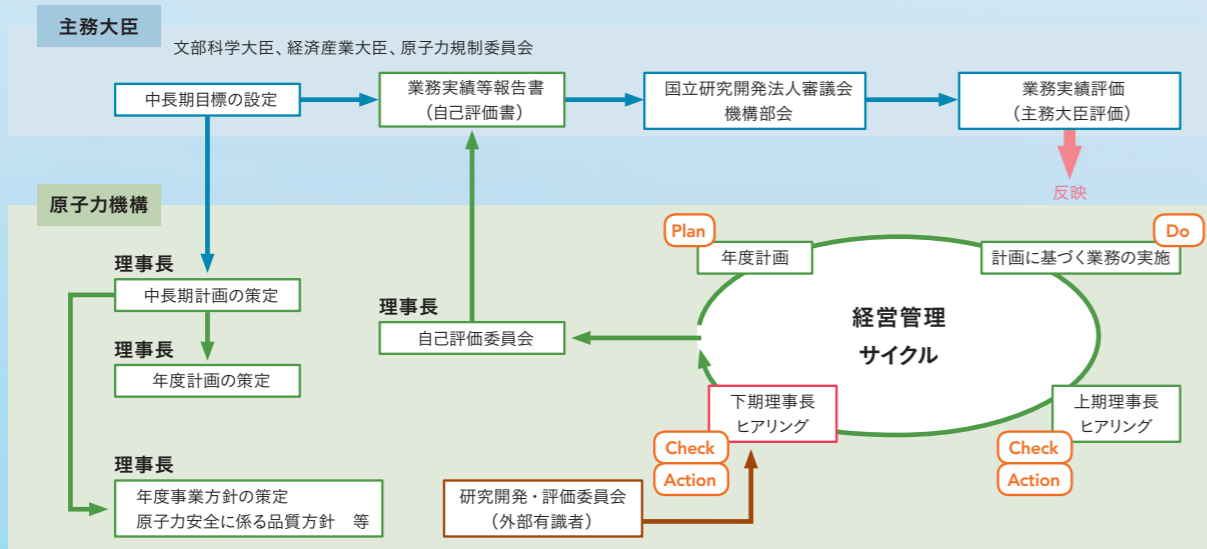 主務大臣
文部科学大臣、経済産業大臣、原子力規制委員会
中長期目標の設定
業務実績等報告書
（自己評価書）
国立研究開発法人審議会
機構部会
業務実績評価
（主務大臣評価）
反映
原子力機構
理事長
中長期計画の策定
理事長
年度計画の策定
理事長
年度事業方針の策定
原子力安全に係る品質方針　等
理事長
自己評価委員会
Plan
年度計画
Do
計画に基づく業務の実施
経営管理
サイクル
下期理事長
ヒアリング
Check
Action
上期理事長
ヒアリング
Check
Action
研究開発・評価委員会
（外部有識者）